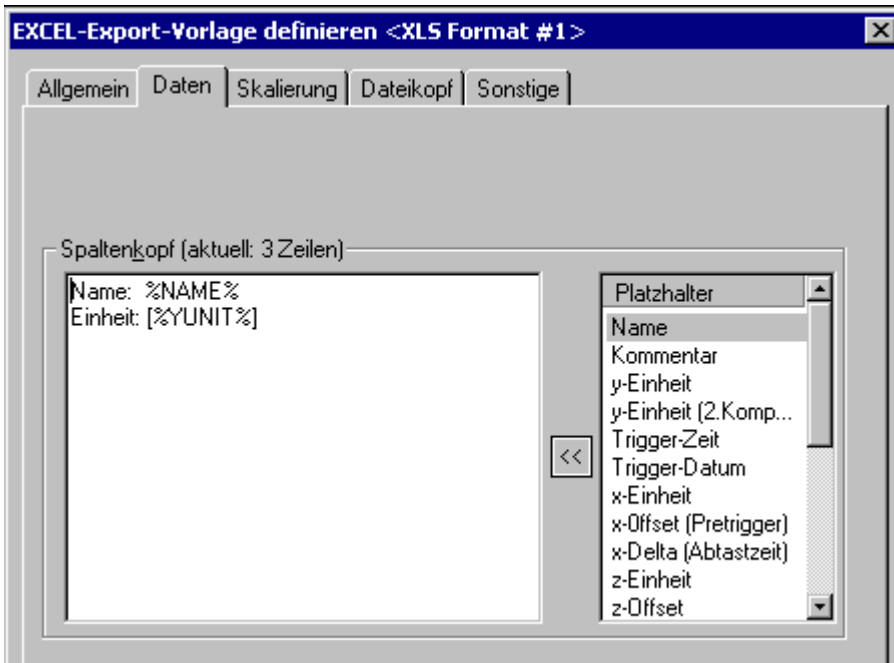 EXCEL-Export-Vorlage definieren <XLS Format #1>
Allgemein Daten Skalierung Dateikopf Sonstige
Spaltenkopf (aktuell: 3 Zeilen)
Name: %NAME%
Einheit: [%YUNIT%]
<<
Platzhalter
Name
Kommentar
y-Einheit
y-Einheit (2.Komp...
Trigger-Zeit
Trigger-Datum
x-Einheit
x-Offset (Pretrigger)
x-Delta (Abtastzeit)
z-Einheit
z-Offset